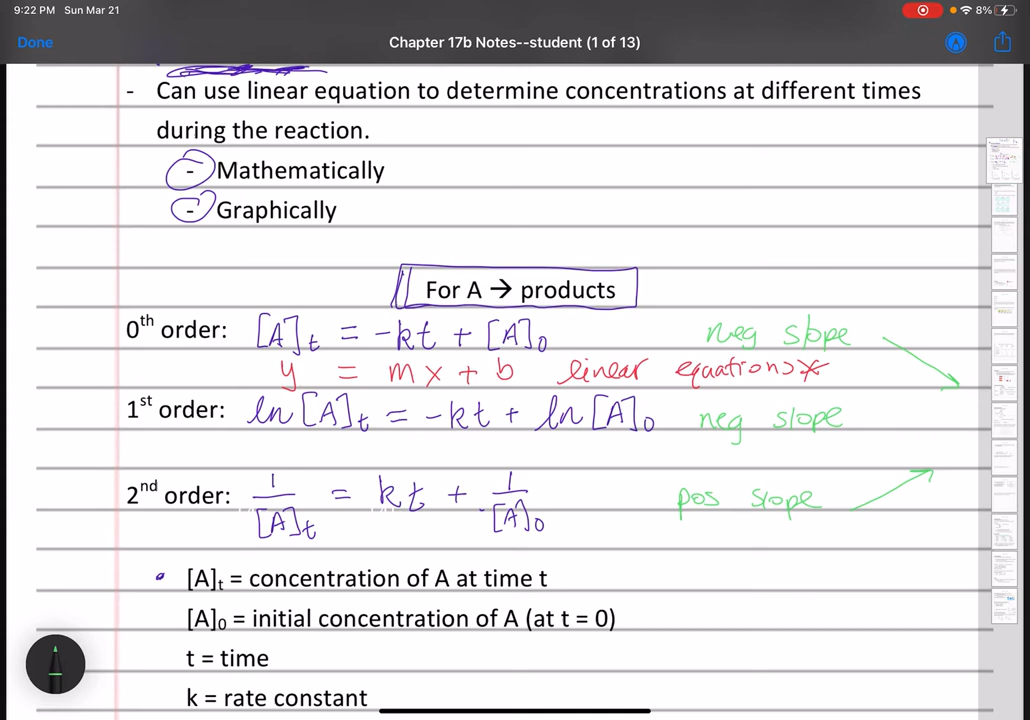 9:22 PM Sun Mar 21
8%
Done
Chapter 17b Notes--student (1 of 13)
- Can use linear equation to determine concentrations at different times
during the reaction.
- Mathematically
- Graphically
For A → products
0th order: [A]t = -kt + [A]0 neg slope
y = mx + b linear equations*
1st order: ln[A]t = -kt + ln[A]0 neg slope
2nd order: 1/[A]t = kt + 1/[A]0 pos slope
• [A]t = concentration of A at time t
[A]0 = initial concentration of A (at t = 0)
t = time
k = rate constant